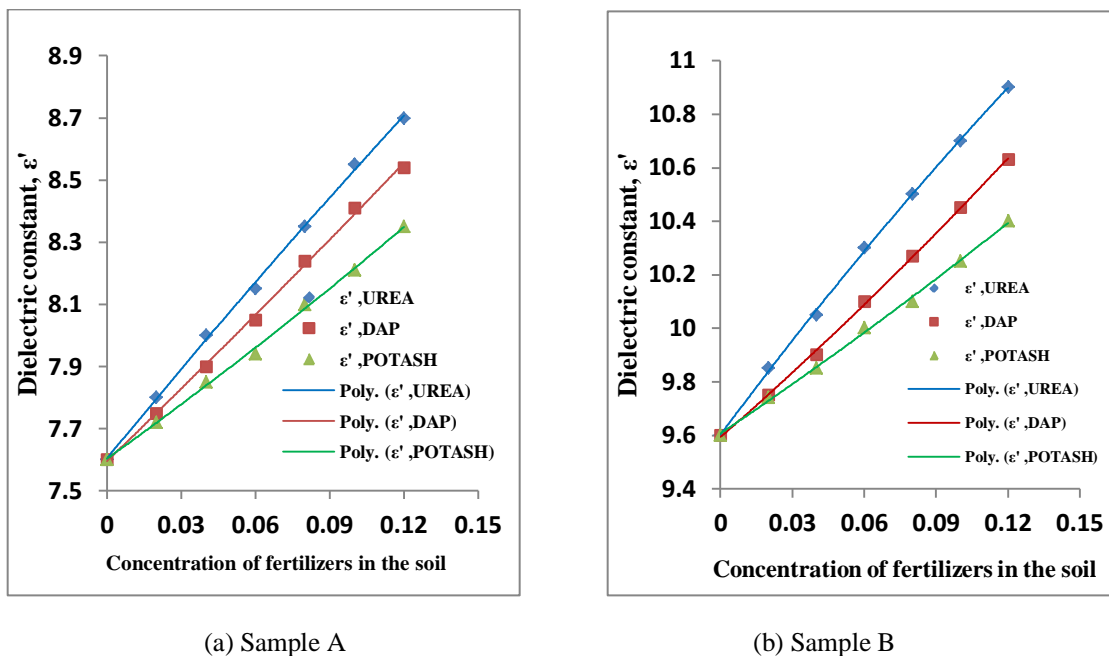 8.9
8.7
8.5
8.3
8.1
7.9
7.7
7.5
Dielectric constant, ε'
0 0.03 0.06 0.09 0.12 0.15
Concentration of fertilizers in the soil
ε' ,UREA
ε' ,DAP
ε' ,POTASH
Poly. (ε' ,UREA)
Poly. (ε' ,DAP)
Poly. (ε' ,POTASH)
(a) Sample A
11
10.8
10.6
10.4
10.2
10
9.8
9.6
9.4
Dielectric constant, ε'
0 0.03 0.06 0.09 0.12 0.15
Concentration of fertilizers in the soil
ε' ,UREA
ε' ,DAP
ε' ,POTASH
Poly. (ε' ,UREA)
Poly. (ε' ,DAP)
Poly. (ε' ,POTASH)
(b) Sample B